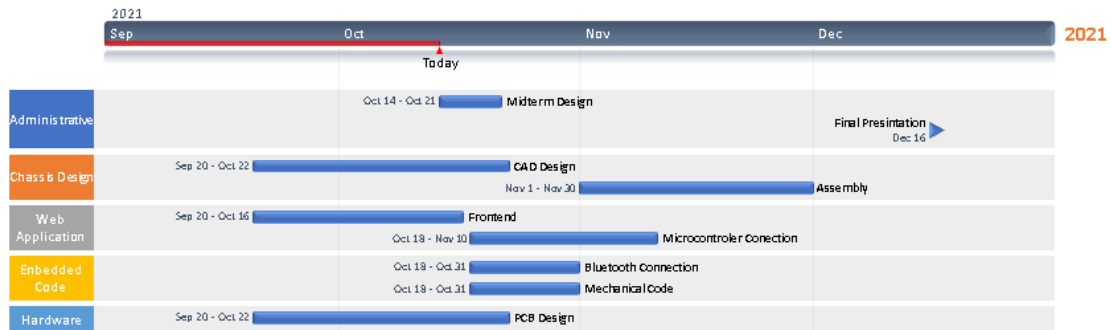 2021
Sep Oct Nov Dec 2021
Today
Administrative
Oct 14 - Oct 21 Midterm Design
Final Presintation
Dec 16
Chassis Design
Sep 20 - Oct 22 CAD Design
Nov 1 - Nov 30 Assembly
Web
Application
Sep 20 - Oct 16 Frontend
Oct 18 - Nov 10 Microcontroler Conection
Enbedded
Code
Oct 18 - Oct 31 Bluetooth Connection
Oct 18 - Oct 31 Mechanical Code
Hardware
Sep 20 - Oct 22 PCB Design